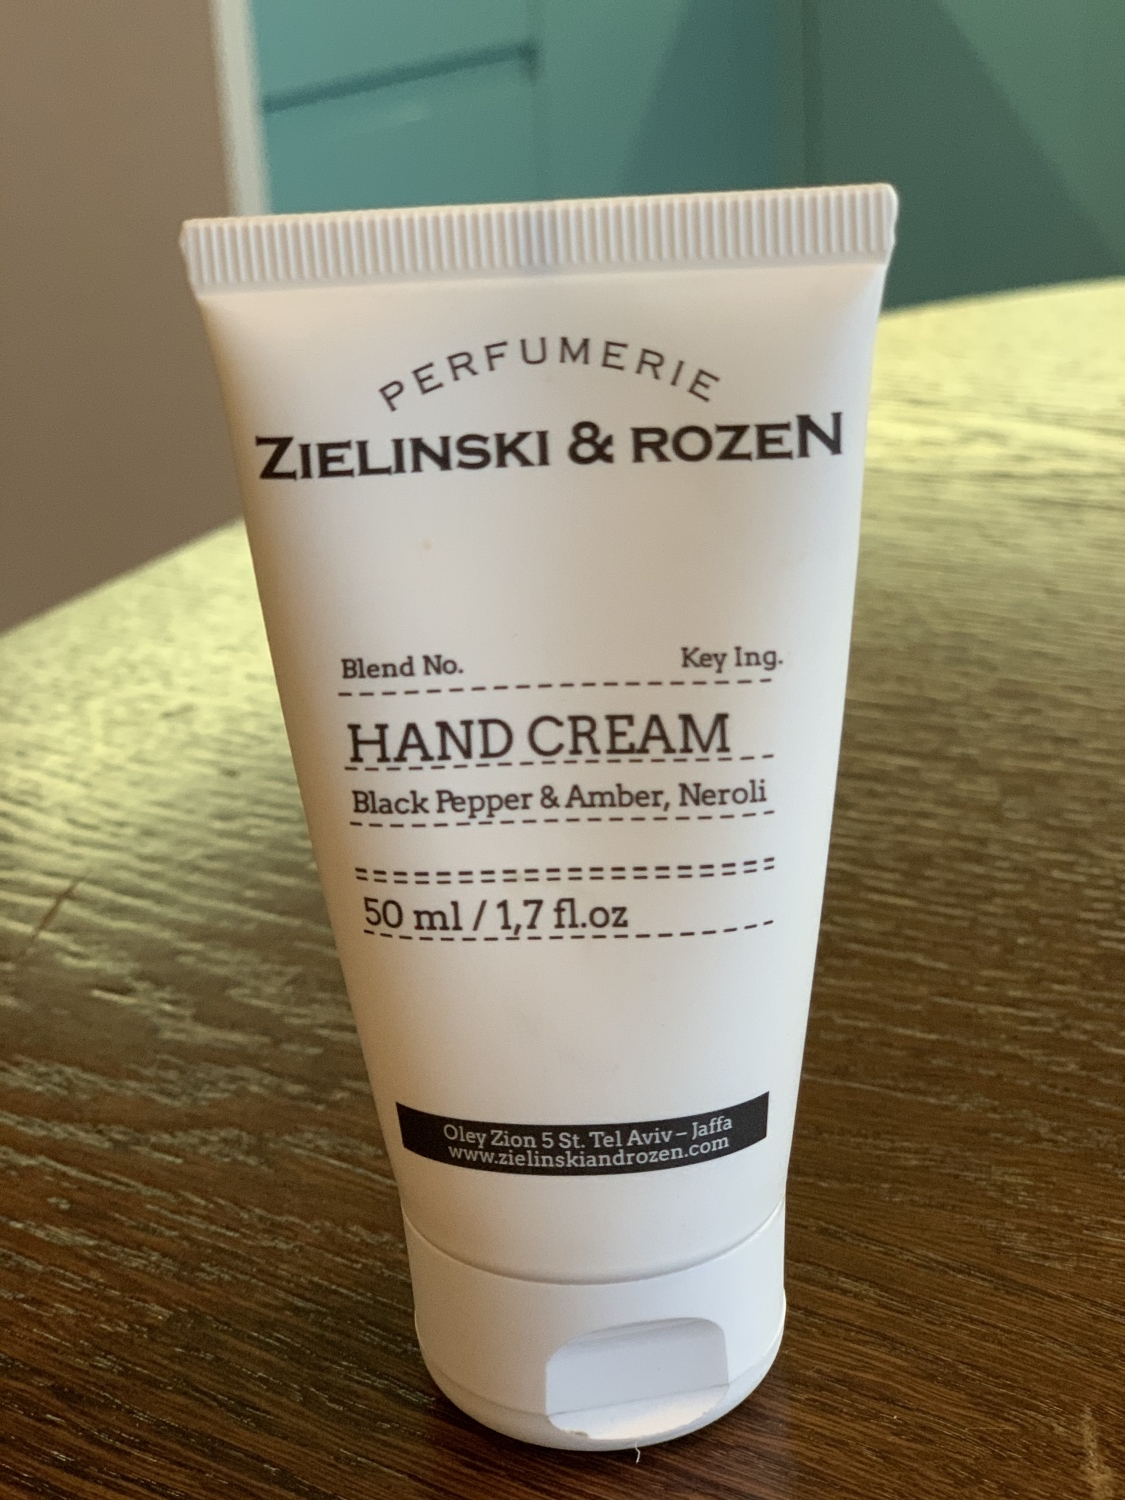 PERFUMERIE
ZIELINSKI & ROZEN
Blend No. Key Ing.
HAND CREAM
Black Pepper & Amber, Neroli
50 ml / 1,7 fl.oz
Oley Zion 5 St. Tel Aviv – Jaffa
www.zielinskiandrozen.com